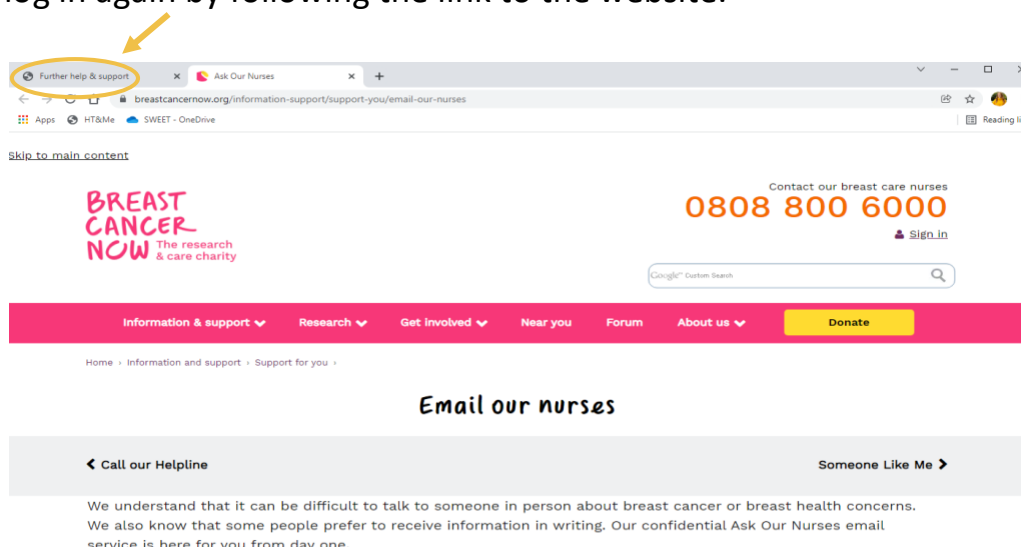 log in again by following the link to the website.
Further help & support
Ask Our Nurses
breastcancernow.org/information-support/support-you/email-our-nurses
Apps
HT&Me
SWEET - OneDrive
Reading li
Skip to main content
BREAST
CANCER
NOW
The research
& care charity
Contact our breast care nurses
0808 800 6000
Sign in
Google™ Custom Search
Information & support
Research
Get involved
Near you
Forum
About us
Donate
Home › Information and support › Support for you ›
Email our nurses
Call our Helpline
Someone Like Me
We understand that it can be difficult to talk to someone in person about breast cancer or breast health concerns.
We also know that some people prefer to receive information in writing. Our confidential Ask Our Nurses email
service is here for you from day one